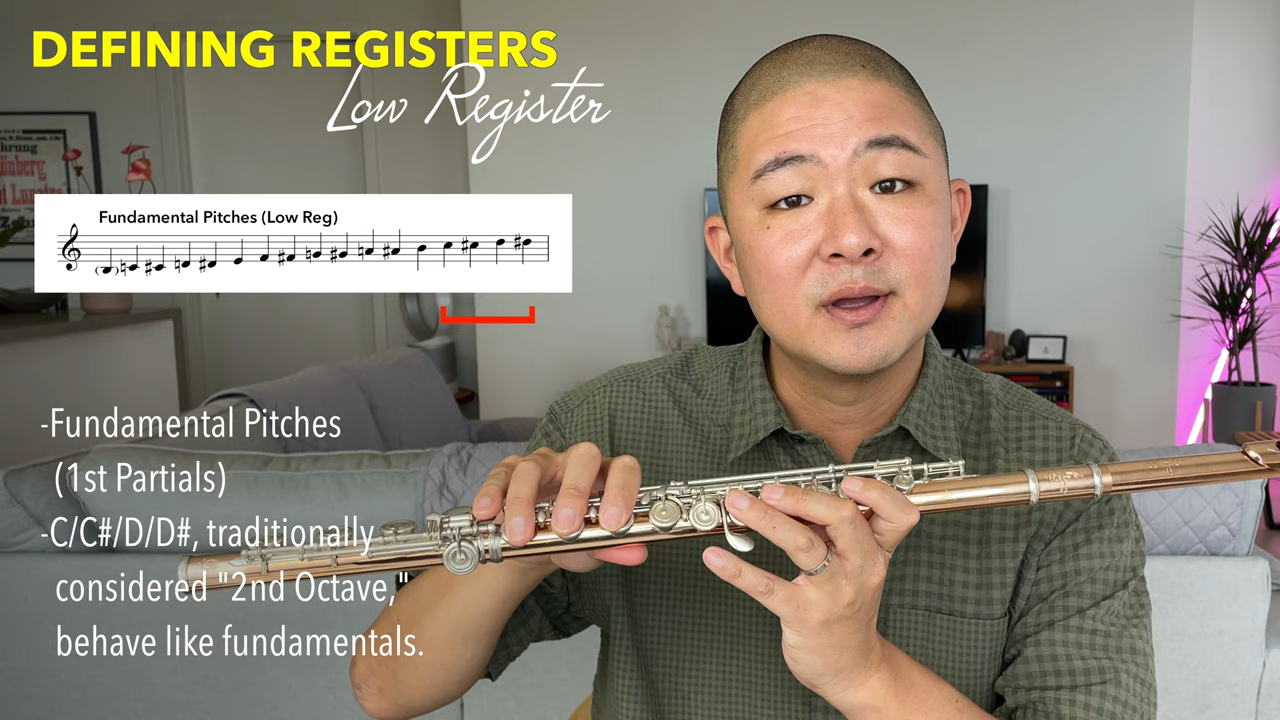 DEFINING REGISTERS
Low Register
Fundamental Pitches (Low Reg)
-Fundamental Pitches
(1st Partials)
-C/C#/D/D#, traditionally
considered "2nd Octave,"
behave like fundamentals.